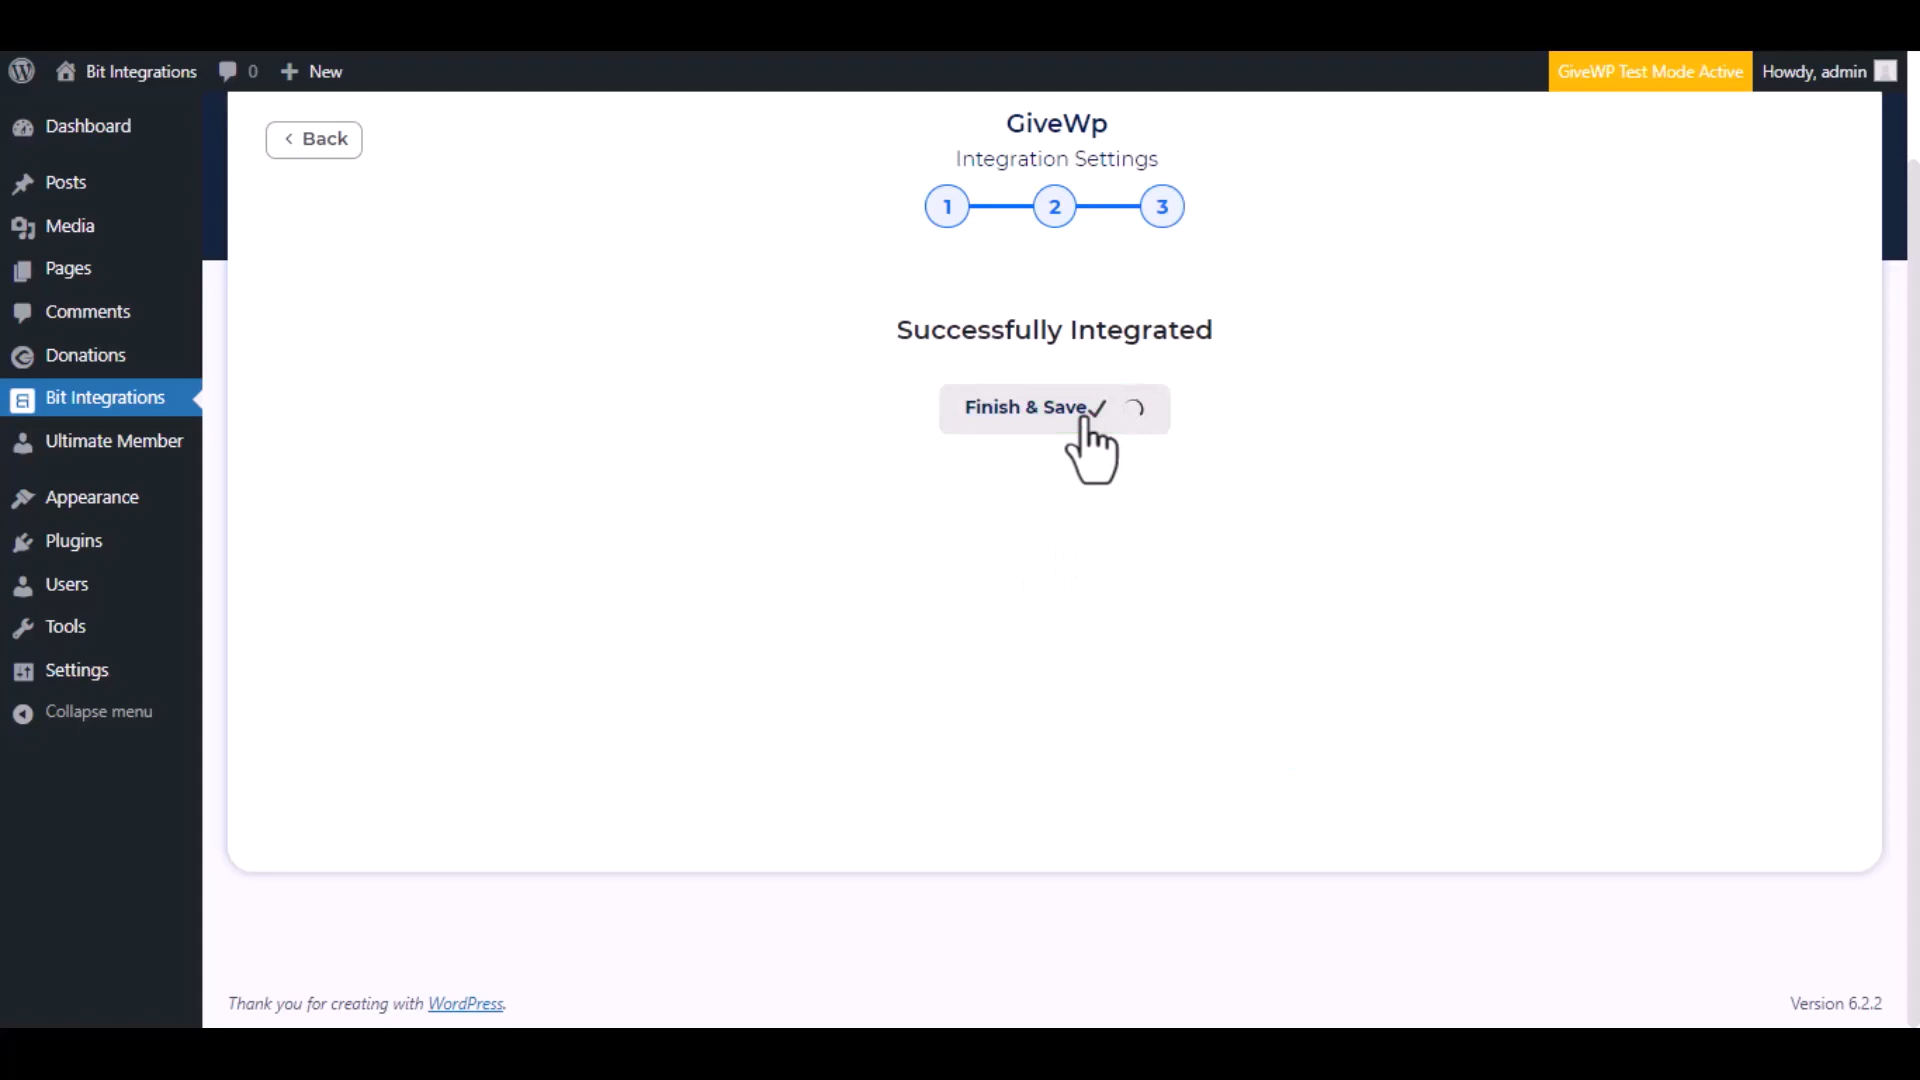 Bit Integrations 0 New GiveWP Test Mode Active Howdy, admin
Dashboard
Posts
Media
Pages
Comments
Donations
Bit Integrations
Ultimate Member
Appearance
Plugins
Users
Tools
Settings
Collapse menu
Back
GiveWp
Integration Settings
1 2 3
Successfully Integrated
Finish & Save
Thank you for creating with WordPress.
Version 6.2.2